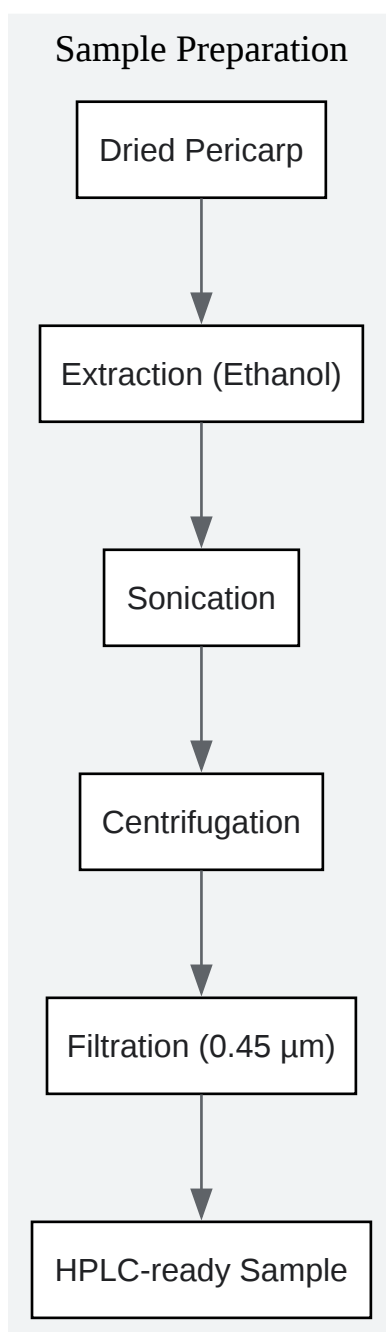 Sample Preparation
Dried Pericarp
Extraction (Ethanol)
Sonication
Centrifugation
Filtration (0.45 µm)
HPLC-ready Sample